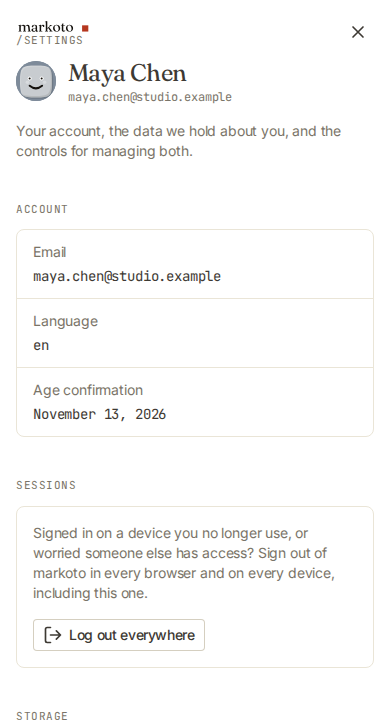 markoto
/SETTINGS
Maya Chen
maya.chen@studio.example
Your account, the data we hold about you, and the
controls for managing both.
ACCOUNT
Email
maya.chen@studio.example
Language
en
Age confirmation
November 13, 2026
SESSIONS
Signed in on a device you no longer use, or
worried someone else has access? Sign out of
markoto in every browser and on every device,
including this one.
Log out everywhere
STORAGE